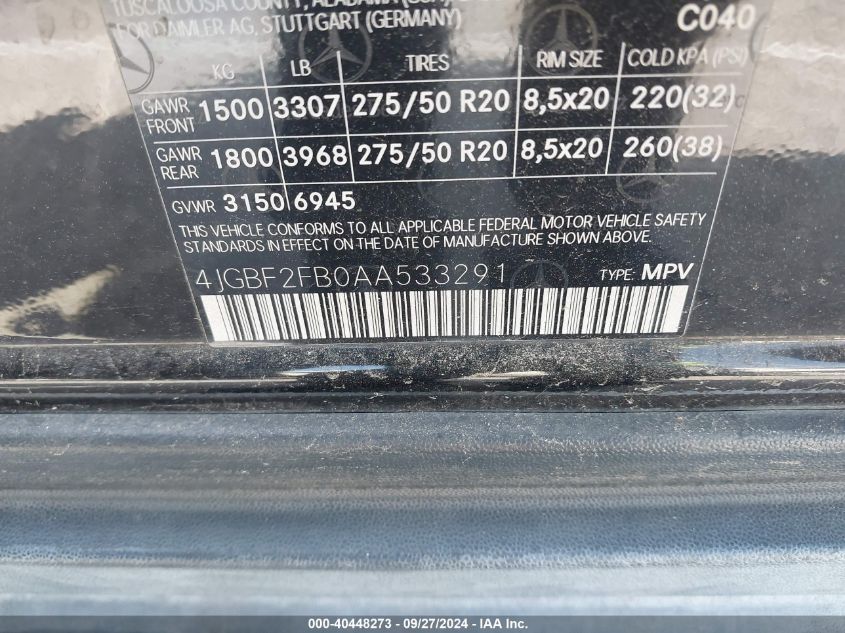 TUSCALOOSA COUNTY, ALABAMA
FOR DAIMLER AG, STUTTGART (GERMANY) C040
KG LB TIRES RIM SIZE COLD KPA (PSI)
GAWR FRONT 1500 3307 275/50 R20 8,5x20 220(32)
GAWR REAR 1800 3968 275/50 R20 8,5x20 260(38)
GVWR 3150 6945
THIS VEHICLE CONFORMS TO ALL APPLICABLE FEDERAL MOTOR VEHICLE SAFETY
STANDARDS IN EFFECT ON THE DATE OF MANUFACTURE SHOWN ABOVE.
4JGBF2FB0AA533291 TYPE: MPV
000-40448273 - 09/27/2024 - IAA Inc.